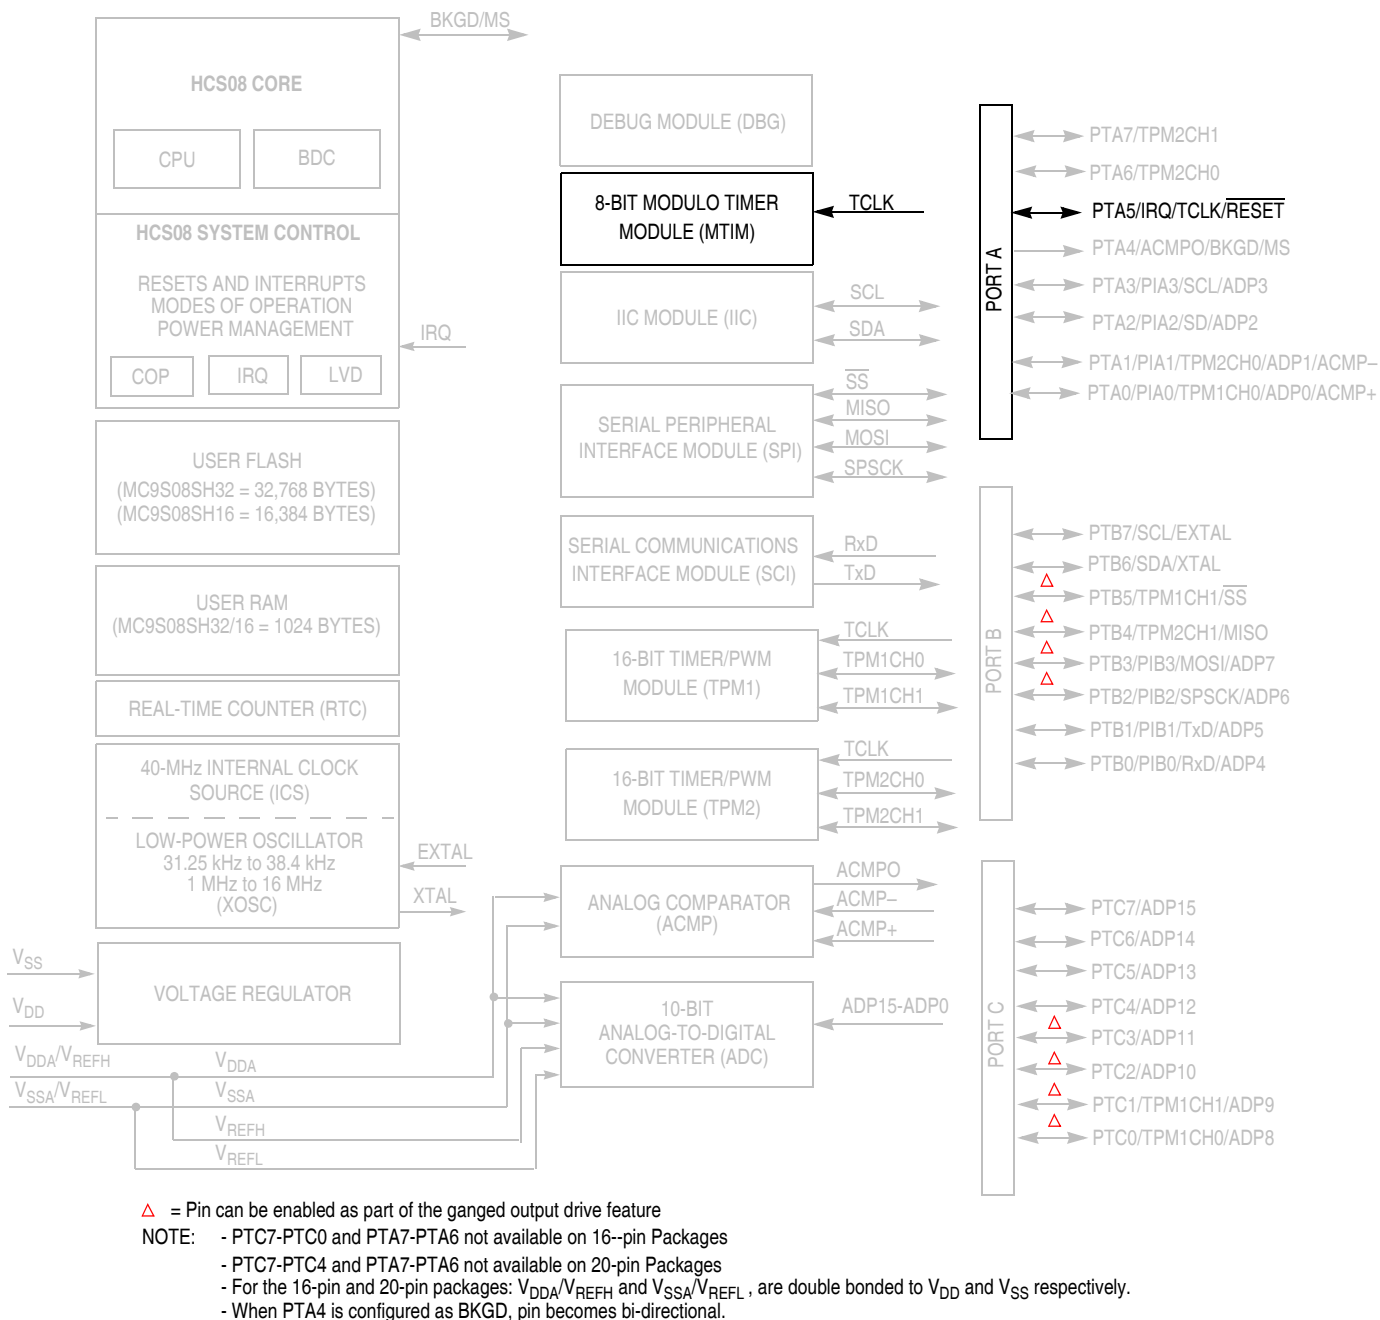 BKGD/MS
HCS08 CORE
CPU
BDC
HCS08 SYSTEM CONTROL
RESETS AND INTERRUPTS
MODES OF OPERATION
POWER MANAGEMENT
IRQ
COP
IRQ
LVD
USER FLASH
(MC9S08SH32 = 32,768 BYTES)
(MC9S08SH16 = 16,384 BYTES)
USER RAM
(MC9S08SH32/16 = 1024 BYTES)
REAL-TIME COUNTER (RTC)
40-MHz INTERNAL CLOCK
SOURCE (ICS)
LOW-POWER OSCILLATOR
31.25 kHz to 38.4 kHz
1 MHz to 16 MHz
(XOSC)
EXTAL
XTAL
VSS
VDD
VOLTAGE REGULATOR
VDDA/VREFH
VSSA/VREFL
VDDA
VSSA
VREFH
VREFL
DEBUG MODULE (DBG)
8-BIT MODULO TIMER
MODULE (MTIM)
TCLK
IIC MODULE (IIC)
SCL
SDA
SERIAL PERIPHERAL
INTERFACE MODULE (SPI)
SS
MISO
MOSI
SPSCK
SERIAL COMMUNICATIONS
INTERFACE MODULE (SCI)
RxD
TxD
16-BIT TIMER/PWM
MODULE (TPM1)
TCLK
TPM1CH0
TPM1CH1
16-BIT TIMER/PWM
MODULE (TPM2)
TCLK
TPM2CH0
TPM2CH1
ANALOG COMPARATOR
(ACMP)
ACMPO
ACMP–
ACMP+
10-BIT
ANALOG-TO-DIGITAL
CONVERTER (ADC)
ADP15-ADP0
PORT A
PTA7/TPM2CH1
PTA6/TPM2CH0
PTA5/IRQ/TCLK/RESET
PTA4/ACMPO/BKGD/MS
PTA3/PIA3/SCL/ADP3
PTA2/PIA2/SD/ADP2
PTA1/PIA1/TPM2CH0/ADP1/ACMP–
PTA0/PIA0/TPM1CH0/ADP0/ACMP+
PORT B
PTB7/SCL/EXTAL
PTB6/SDA/XTAL
PTB5/TPM1CH1/SS
PTB4/TPM2CH1/MISO
PTB3/PIB3/MOSI/ADP7
PTB2/PIB2/SPSCK/ADP6
PTB1/PIB1/TxD/ADP5
PTB0/PIB0/RxD/ADP4
PORT C
PTC7/ADP15
PTC6/ADP14
PTC5/ADP13
PTC4/ADP12
PTC3/ADP11
PTC2/ADP10
PTC1/TPM1CH1/ADP9
PTC0/TPM1CH0/ADP8
Δ = Pin can be enabled as part of the ganged output drive feature
NOTE: - PTC7-PTC0 and PTA7-PTA6 not available on 16--pin Packages
- PTC7-PTC4 and PTA7-PTA6 not available on 20-pin Packages
- For the 16-pin and 20-pin packages: VDDA/VREFH and VSSA/VREFL , are double bonded to VDD and VSS respectively.
- When PTA4 is configured as BKGD, pin becomes bi-directional.